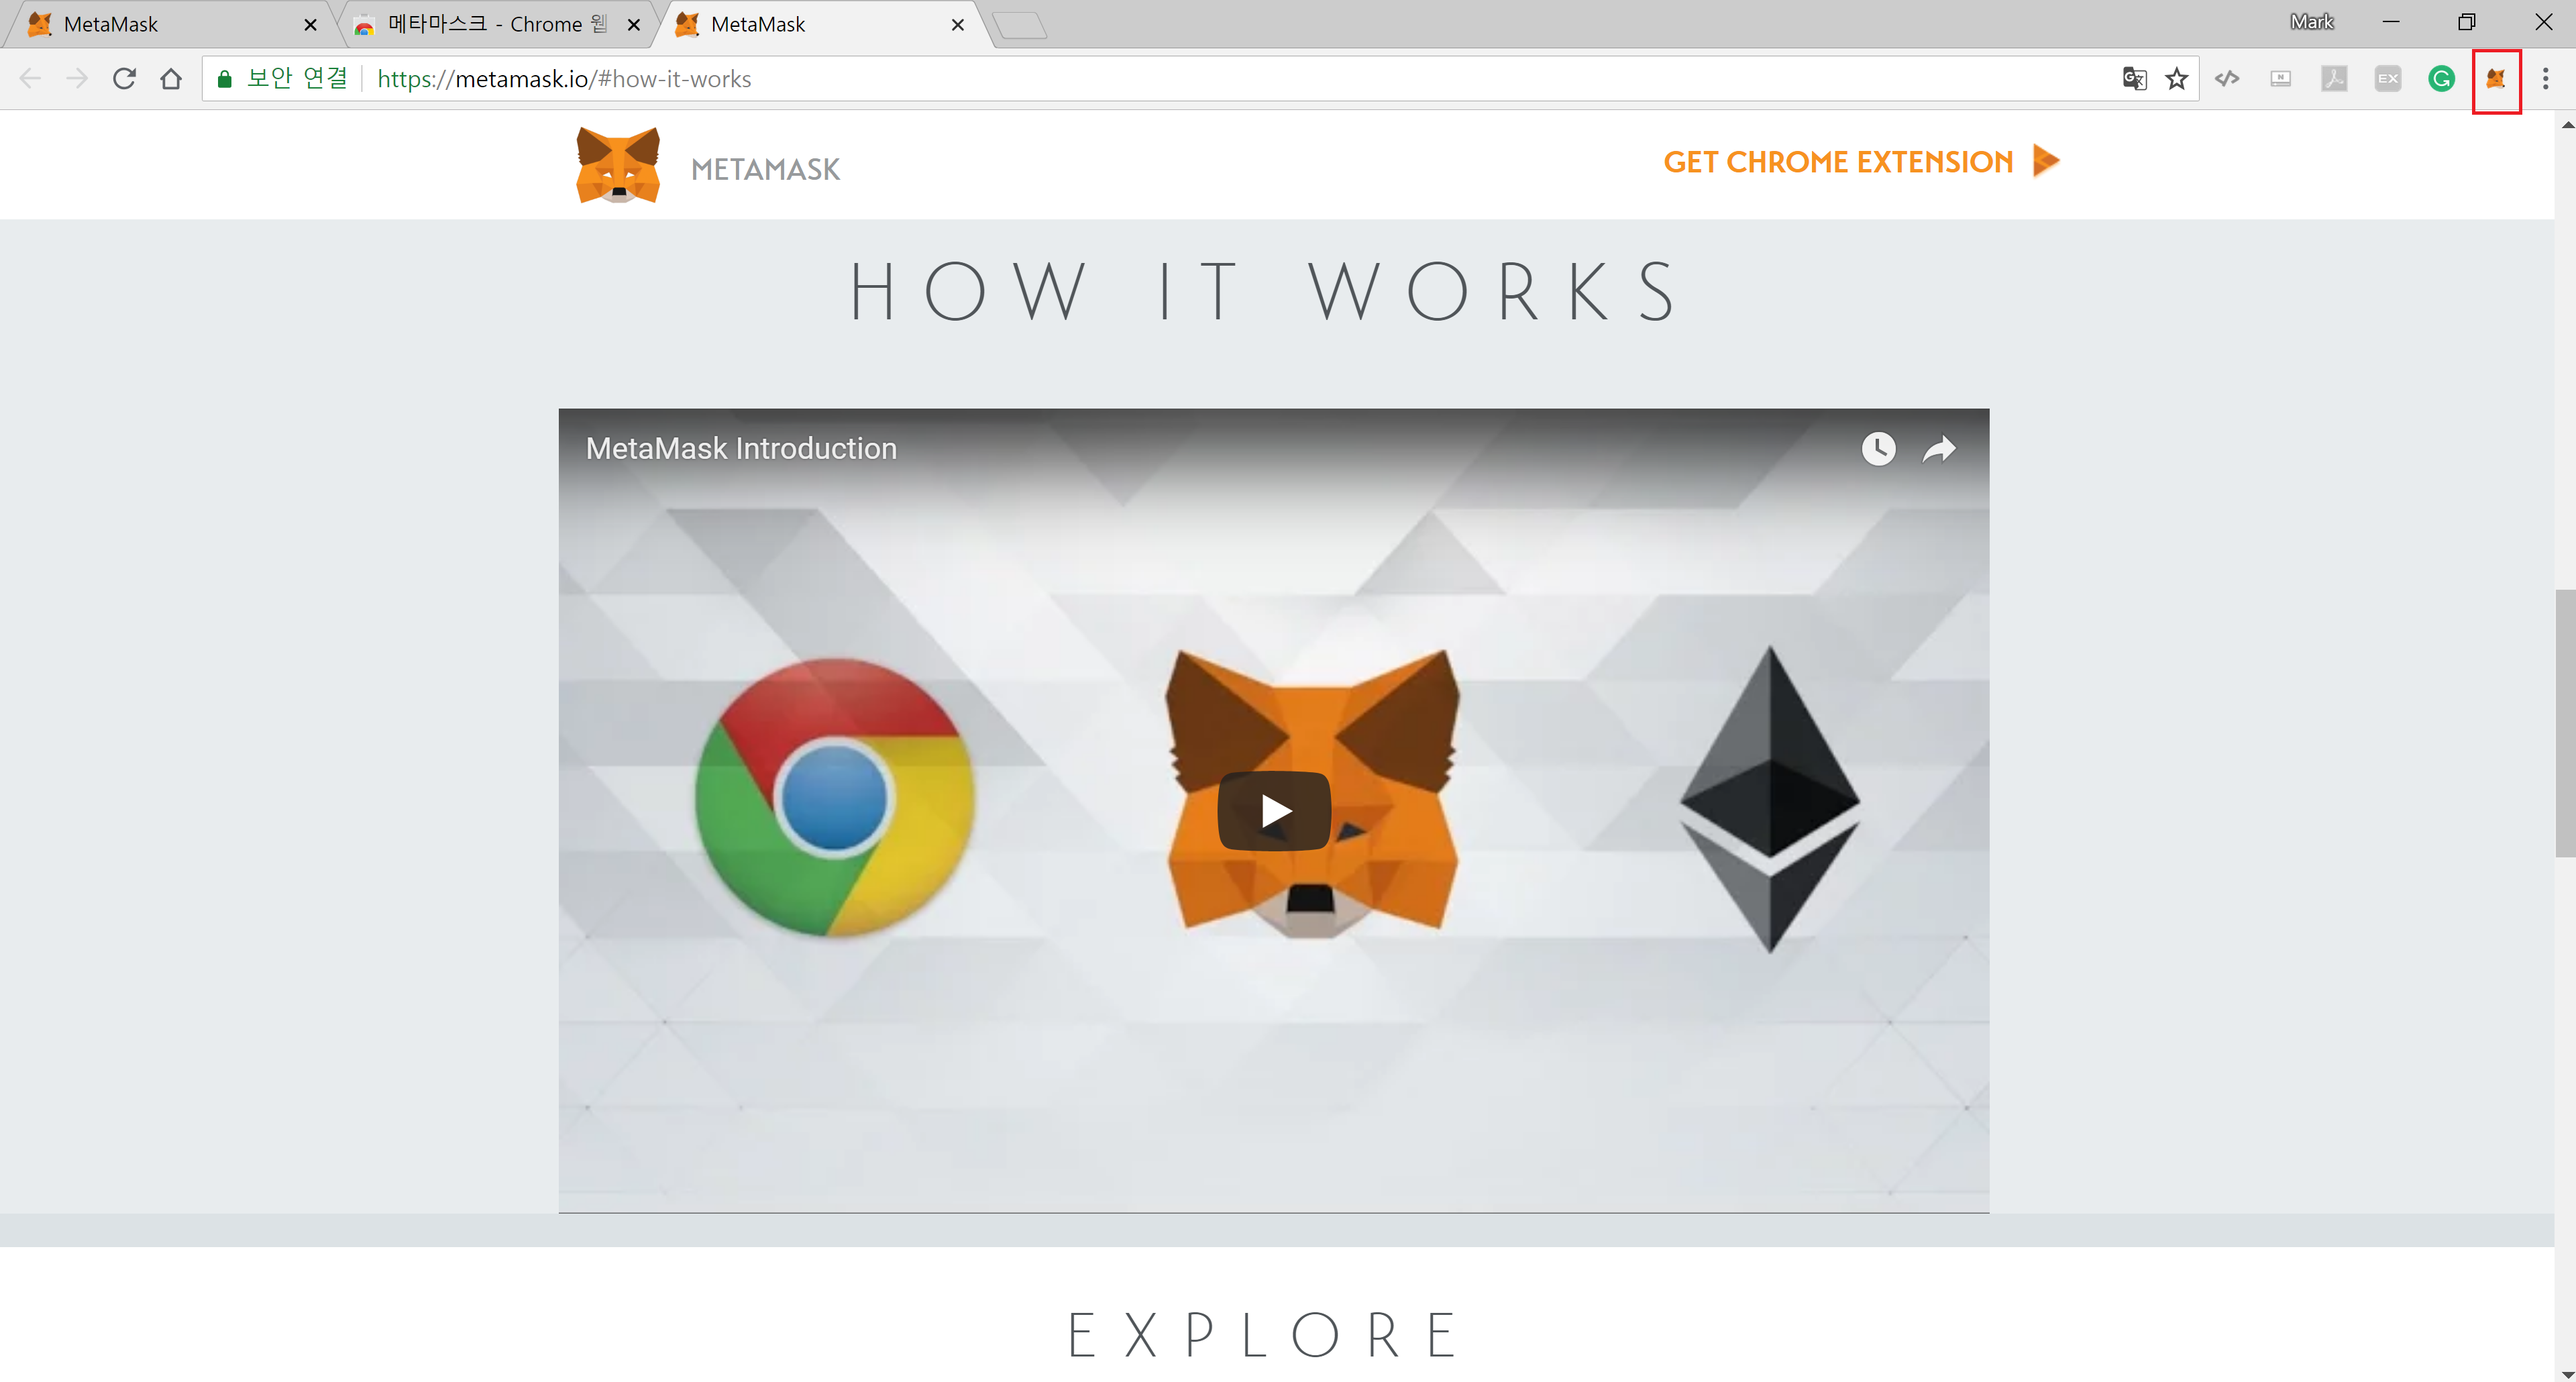 MetaMask
메타마스크 - Chrome 웹
MetaMask
Mark
보안 연결
https://metamask.io/#how-it-works
EX
METAMASK
GET CHROME EXTENSION
HOW IT WORKS
MetaMask Introduction
EXPLORE